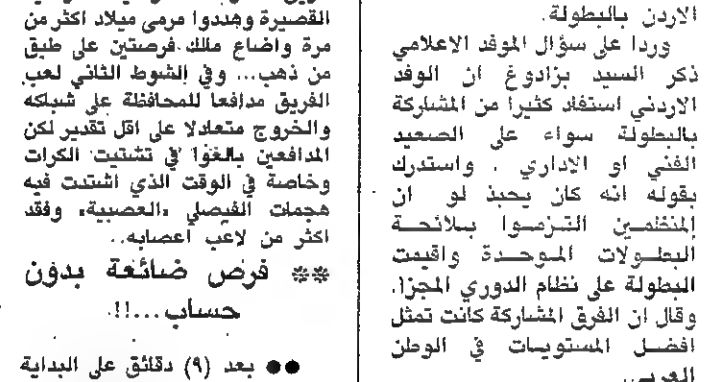 الاردن بالبطولة.
وردا على سؤال الموفد الاعلامي
ذكر السيد بزادوغ ان الوفد
الاردني استفاد كثيرا من المشاركة
بالبطولة سواء على الصعيد
الفني او الاداري . واستدرك
بقوله انه كان يحبذ لو ان
المنظمين التزموا بلائحة
البطولات الموحدة واقيمت
البطولة على نظام الدوري المجزأ.
وقال ان الفرق المشاركة كانت تمثل
افضل المستويات في الوطن
العربي..
القصيرة وهددوا مرمى ميلاد اكثر من
مرة واضاع مالك فرصتين على طبق
من ذهب... وفي الشوط الثاني لعب
الفريق مدافعا للمحافظة على شباكه
والخروج متعادلا على اقل تقدير لكن
المدافعين بالغوا في تشتيت الكرات
وخاصة في الوقت الذي اشتدت فيه
هجمات الفيصلي «العصبية» وفقد
اكثر من لاعب اعصابه..
** فرص ضائعة بدون
حساب...!!
●● بعد (٩) دقائق على البداية